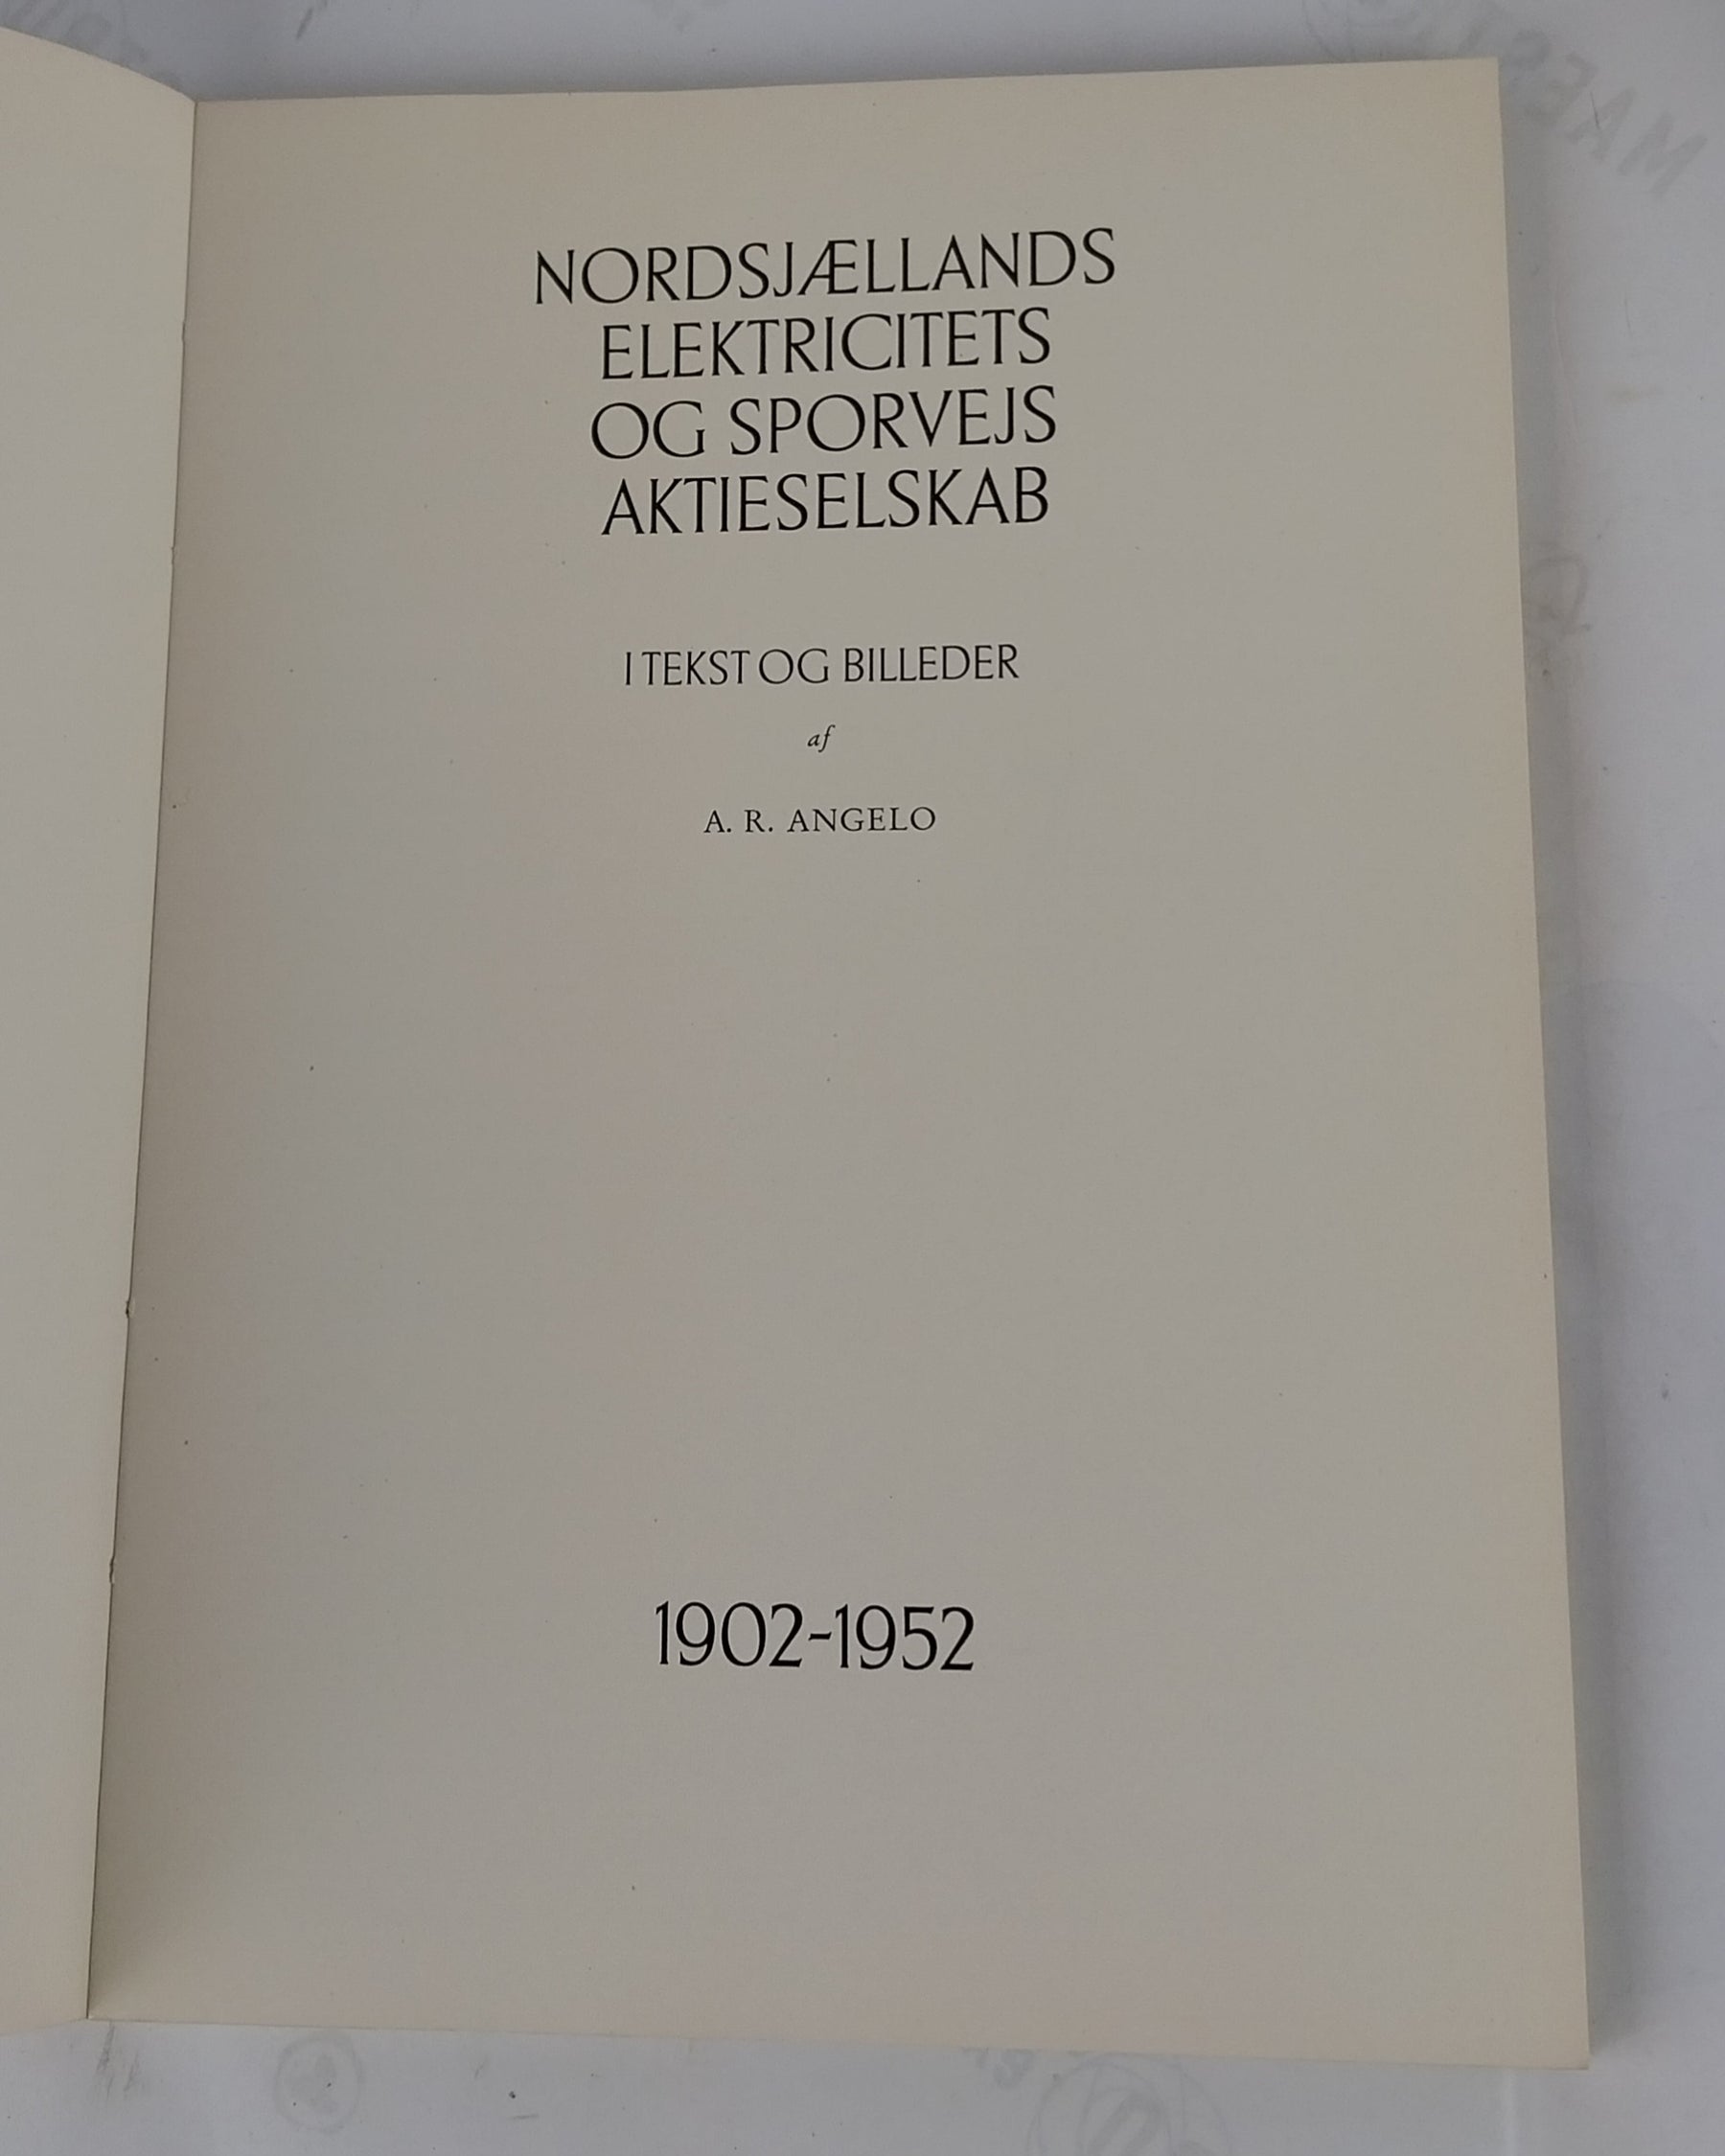 NORDSJÆLLANDS
ELEKTRICITETS
OG SPORVEJS
AKTIESELSKAB
I TEKST OG BILLEDER
af
A. R. ANGELO
1902-1952